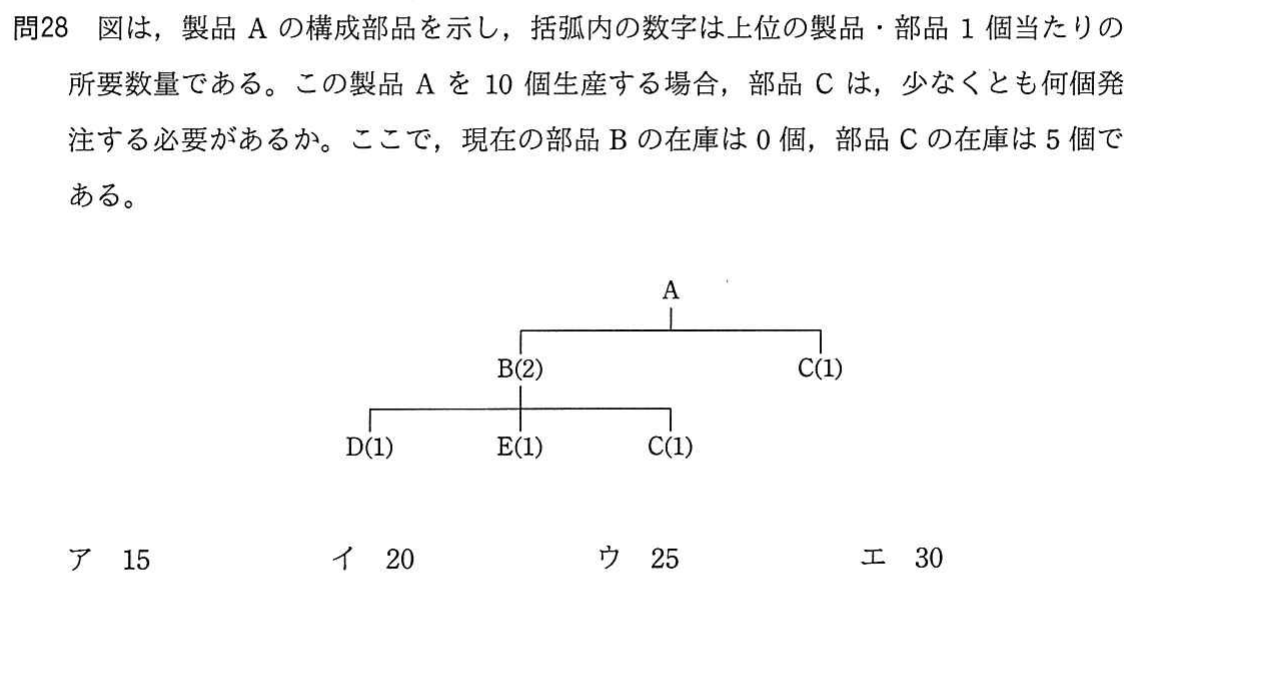 問28 図は，製品 A の構成部品を示し，括弧内の数字は上位の製品・部品 1 個当たりの
所要数量である。この製品 A を 10 個生産する場合，部品 C は，少なくとも何個発
注する必要があるか。ここで，現在の部品 B の在庫は 0 個，部品 C の在庫は 5 個で
ある。
A
B(2) C(1)
D(1) E(1) C(1)
ア 15 イ 20 ウ 25 エ 30